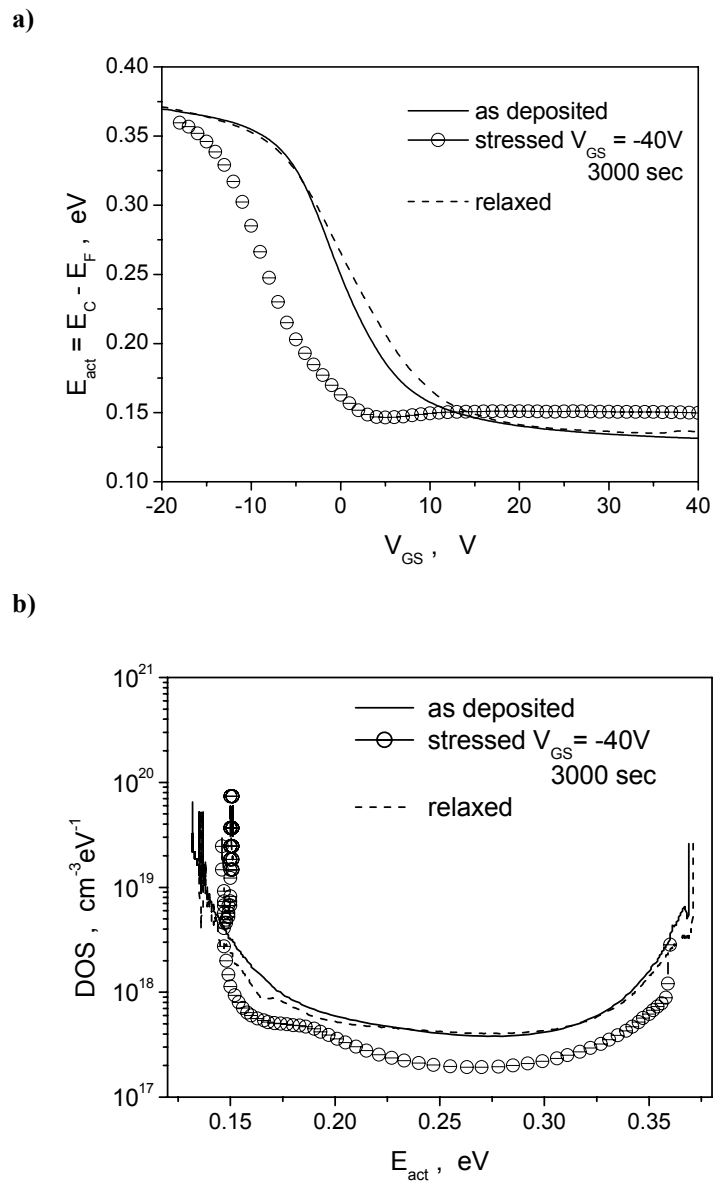 a)
0.40
0.35
0.30
0.25
0.20
0.15
0.10
-20
-10
0
10
20
30
40
E_act = E_C - E_F , eV
V_GS , V
as deposited
stressed V_GS = -40V
3000 sec
relaxed
b)
10^21
10^20
10^19
10^18
10^17
0.15
0.20
0.25
0.30
0.35
DOS , cm^-3 eV^-1
E_act , eV
as deposited
stressed V_GS = -40V
3000 sec
relaxed